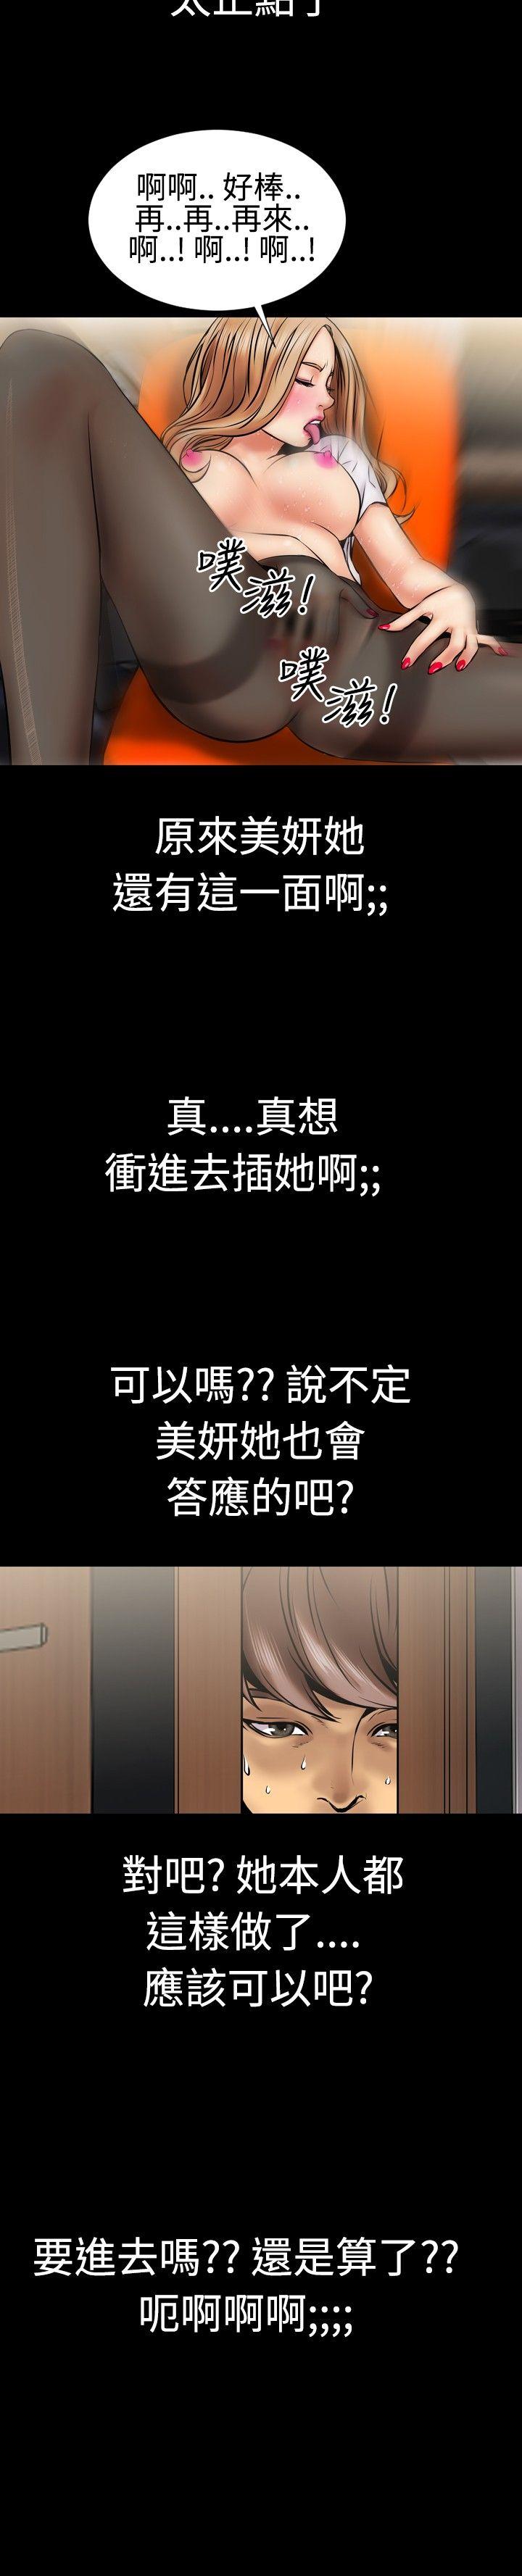 太正點了
啊啊.. 好棒..
再..再..再來..
啊..! 啊..! 啊..!
噗滋!
噗滋!
原來美妍她
還有這一面啊;;
真....真想
衝進去插她啊;;
可以嗎?? 說不定
美妍她也會
答應的吧?
對吧? 她本人都
這樣做了....
應該可以吧?
要進去嗎?? 還是算了??
呃啊啊啊;;;;